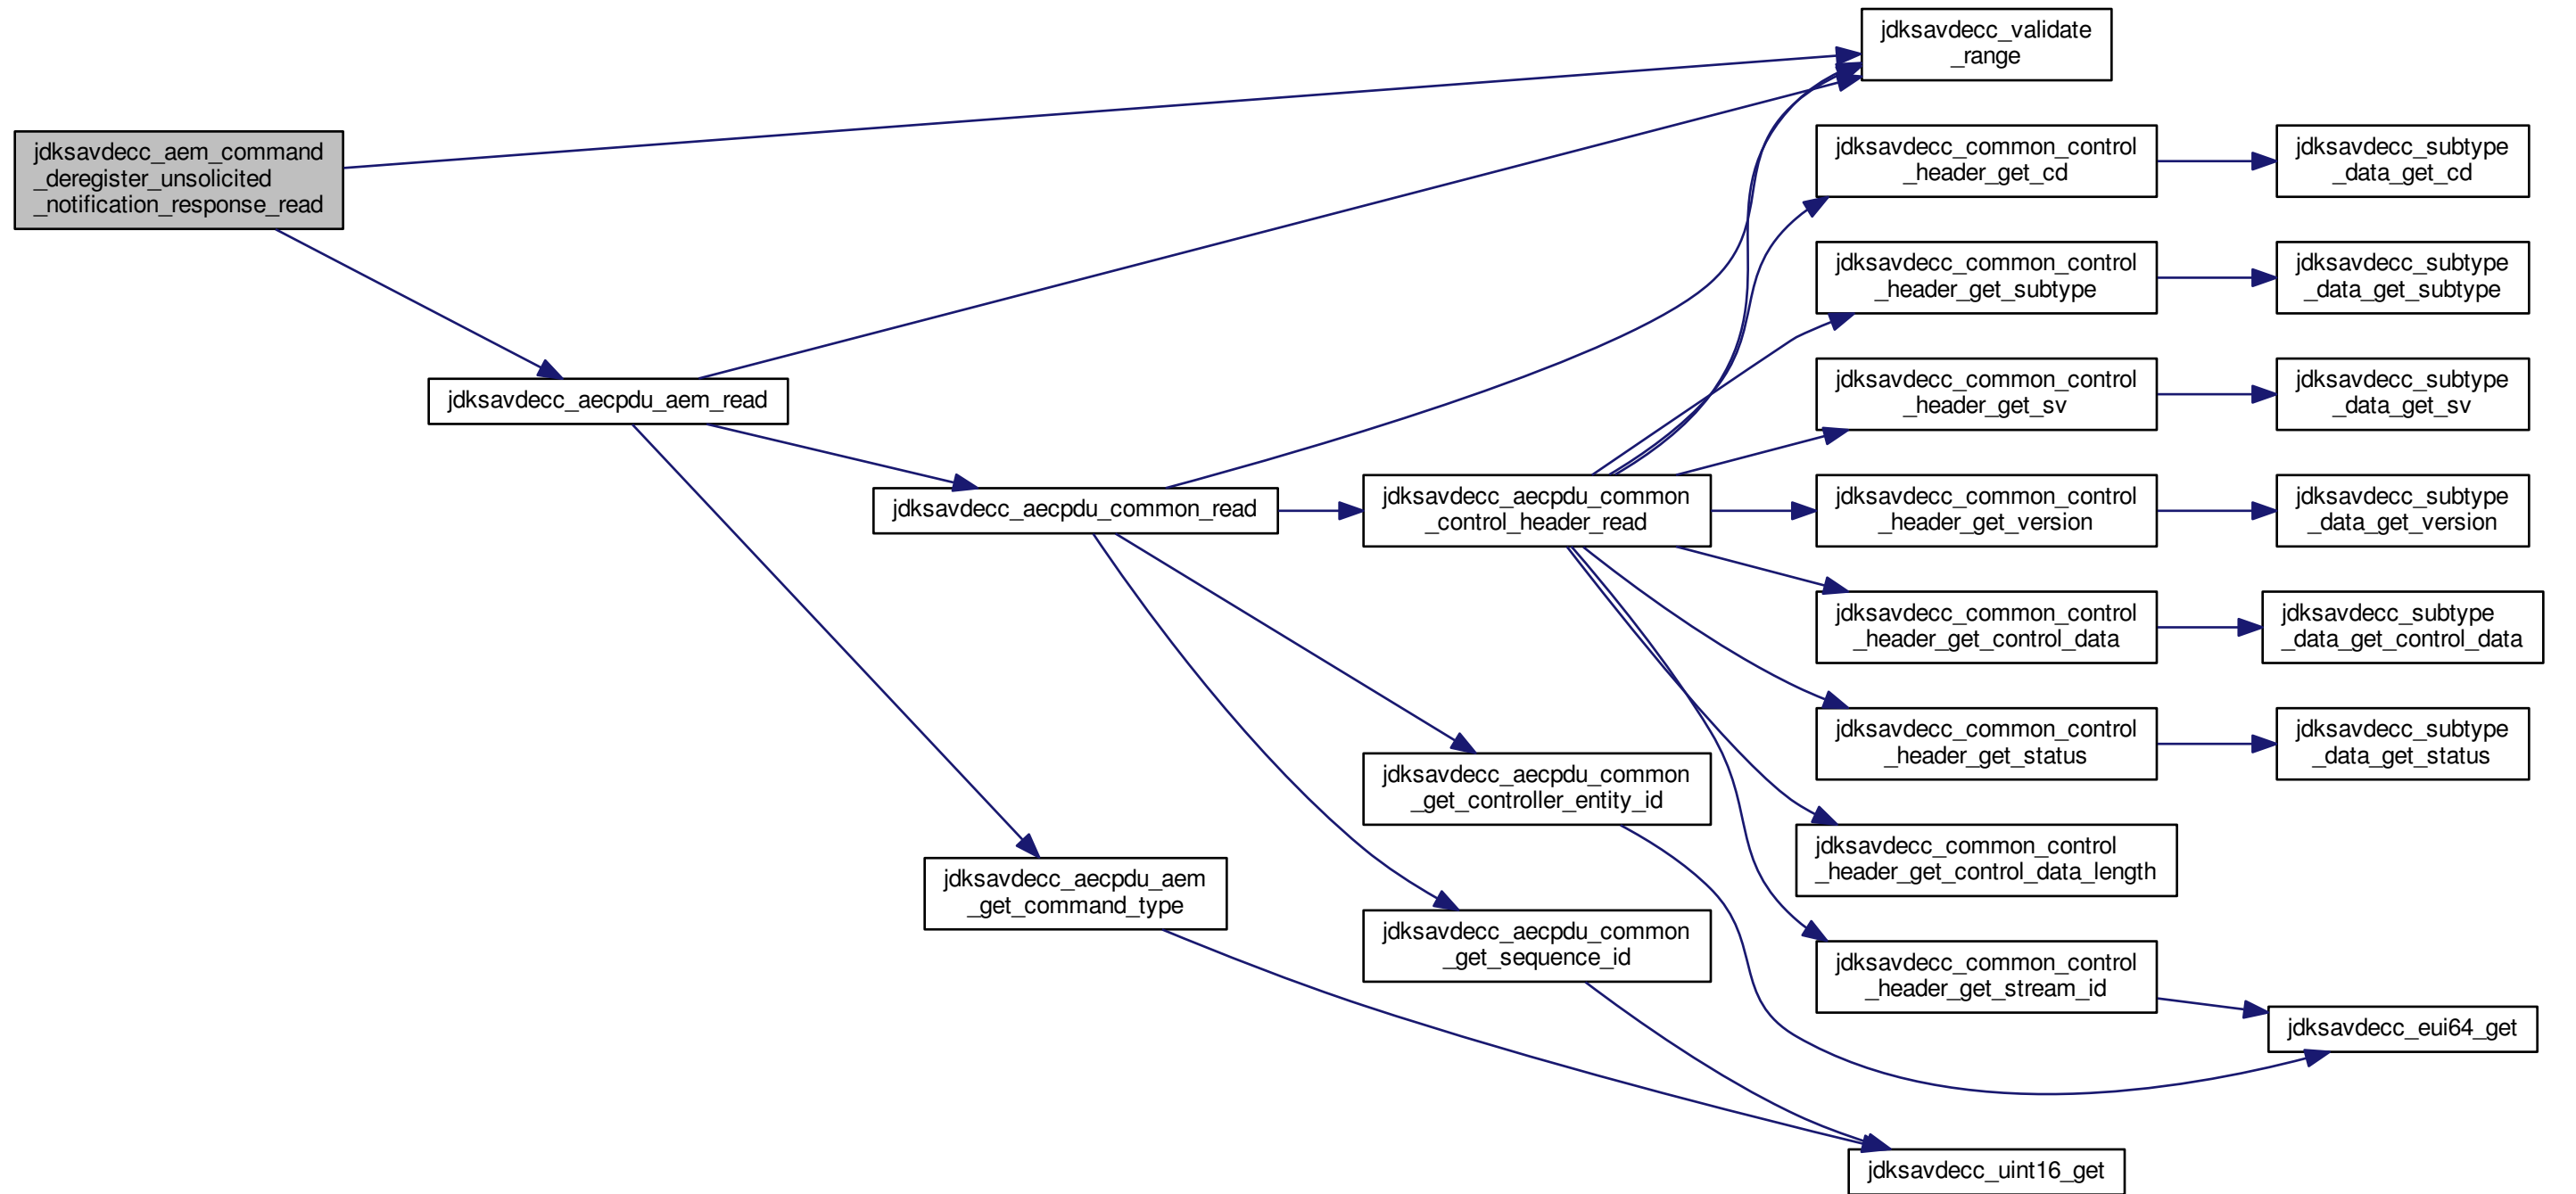 jdksavdecc_aem_command
_deregister_unsolicited
_notification_response_read
jdksavdecc_aecpdu_aem_read
jdksavdecc_aecpdu_common_read
jdksavdecc_aecpdu_aem
_get_command_type
jdksavdecc_aecpdu_common
_control_header_read
jdksavdecc_aecpdu_common
_get_controller_entity_id
jdksavdecc_aecpdu_common
_get_sequence_id
jdksavdecc_validate
_range
jdksavdecc_common_control
_header_get_cd
jdksavdecc_common_control
_header_get_subtype
jdksavdecc_common_control
_header_get_sv
jdksavdecc_common_control
_header_get_version
jdksavdecc_common_control
_header_get_control_data
jdksavdecc_common_control
_header_get_status
jdksavdecc_common_control
_header_get_control_data_length
jdksavdecc_common_control
_header_get_stream_id
jdksavdecc_uint16_get
jdksavdecc_subtype
_data_get_cd
jdksavdecc_subtype
_data_get_subtype
jdksavdecc_subtype
_data_get_sv
jdksavdecc_subtype
_data_get_version
jdksavdecc_subtype
_data_get_control_data
jdksavdecc_subtype
_data_get_status
jdksavdecc_eui64_get